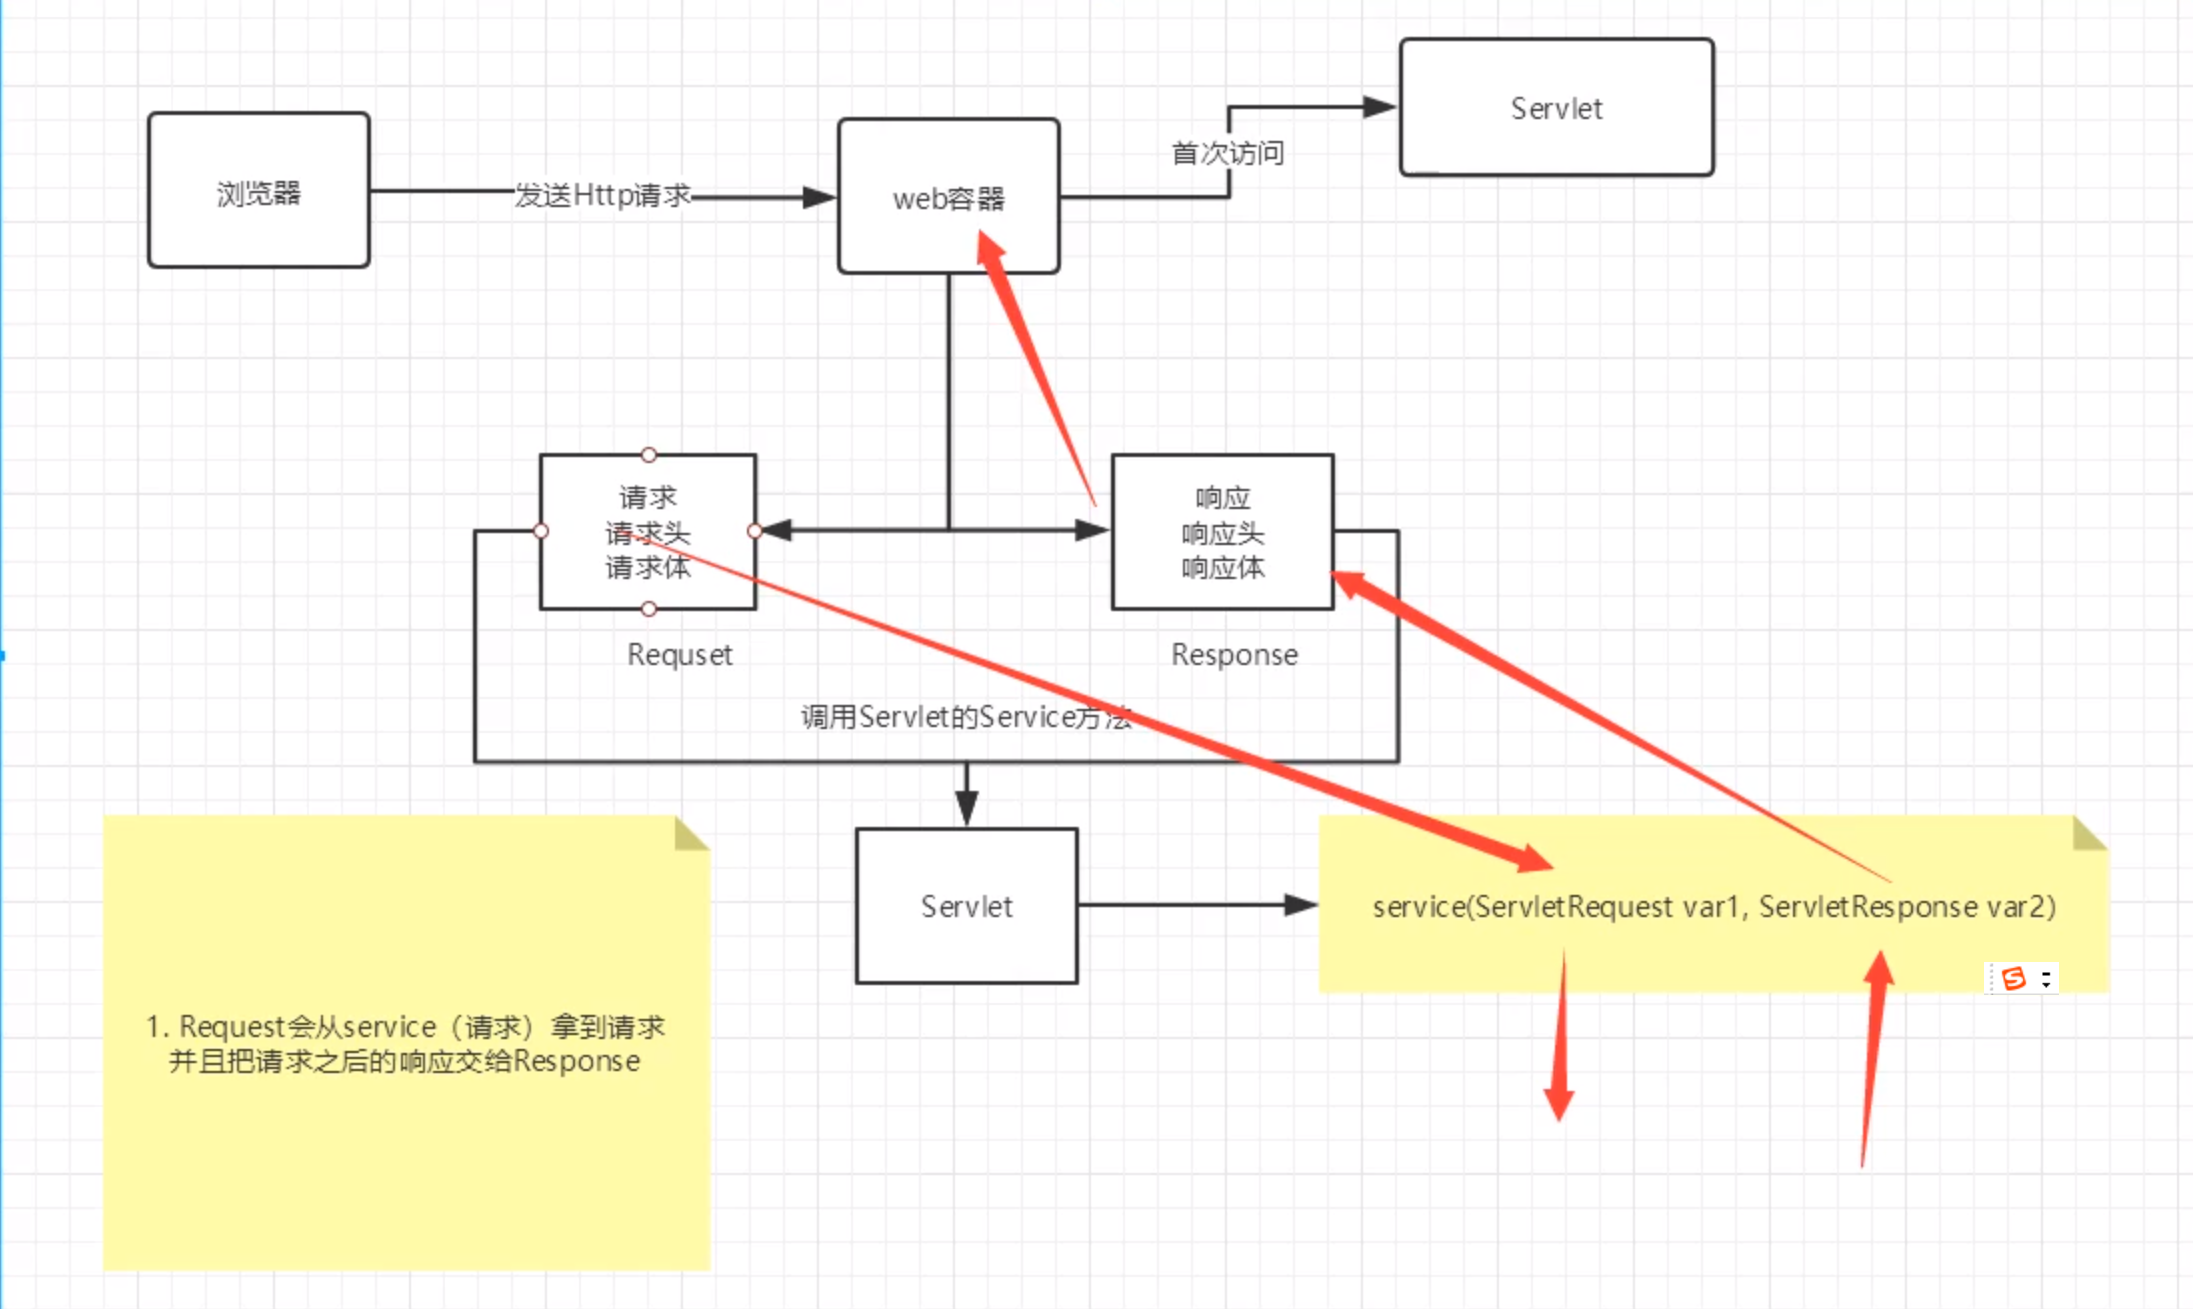 Servlet
浏览器
发送Http请求
web容器
首次访问
请求
请求头
请求体
响应
响应头
响应体
Requset
Response
调用Servlet的Service方法
Servlet
service(ServletRequest var1, ServletResponse var2)
1. Request会从service（请求）拿到请求
并且把请求之后的响应交给Response